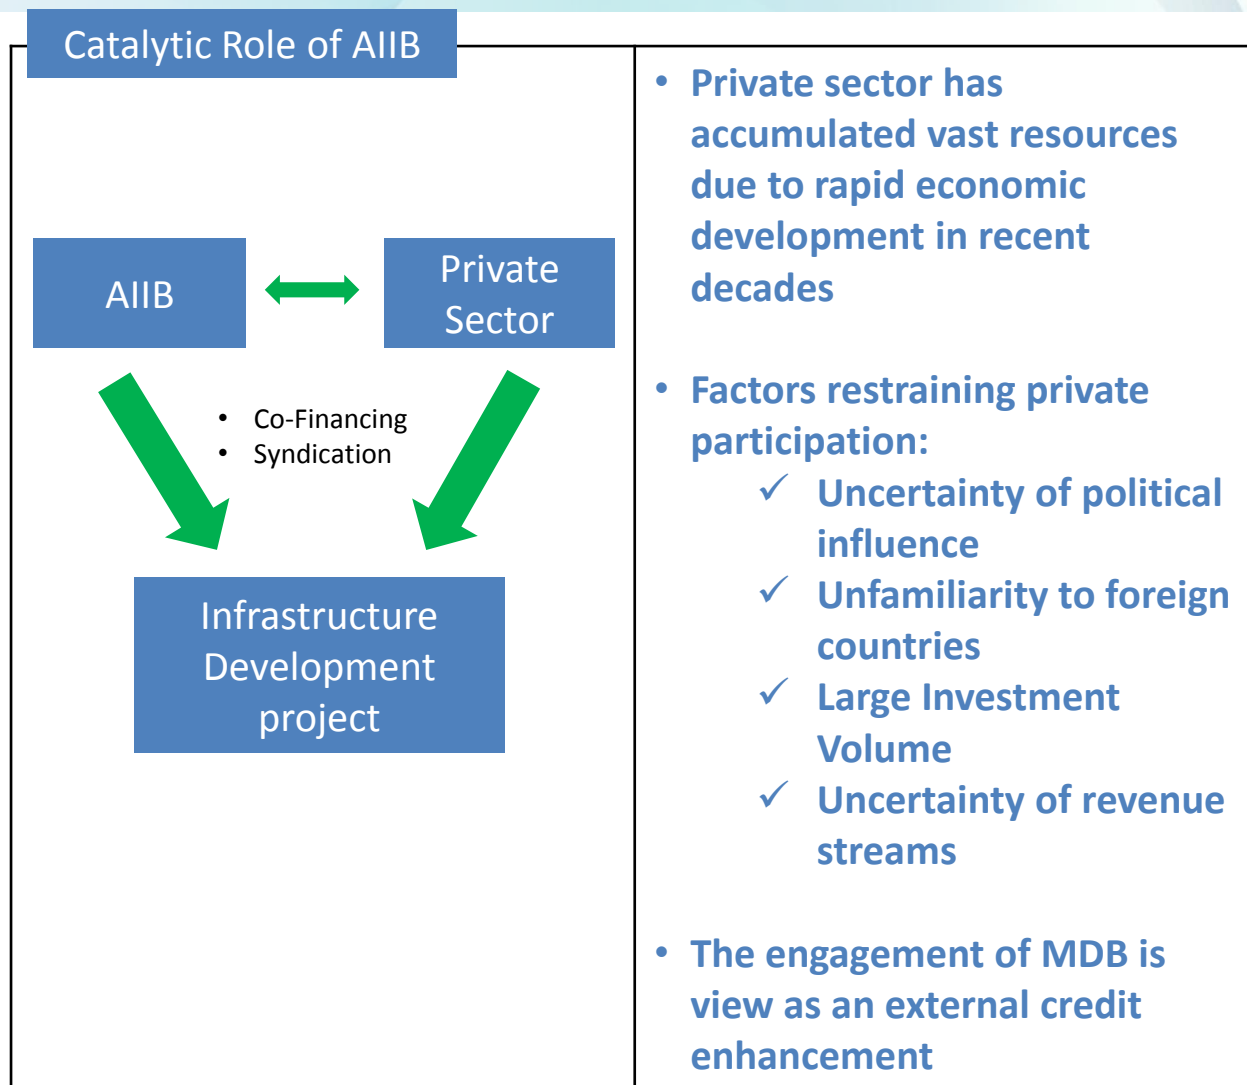 Catalytic Role of AIIB
AIIB
Private
Sector
• Co-Financing
• Syndication
Infrastructure
Development
project
• Private sector has
accumulated vast resources
due to rapid economic
development in recent
decades
• Factors restraining private
participation:
✓ Uncertainty of political
influence
✓ Unfamiliarity to foreign
countries
✓ Large Investment
Volume
✓ Uncertainty of revenue
streams
• The engagement of MDB is
view as an external credit
enhancement